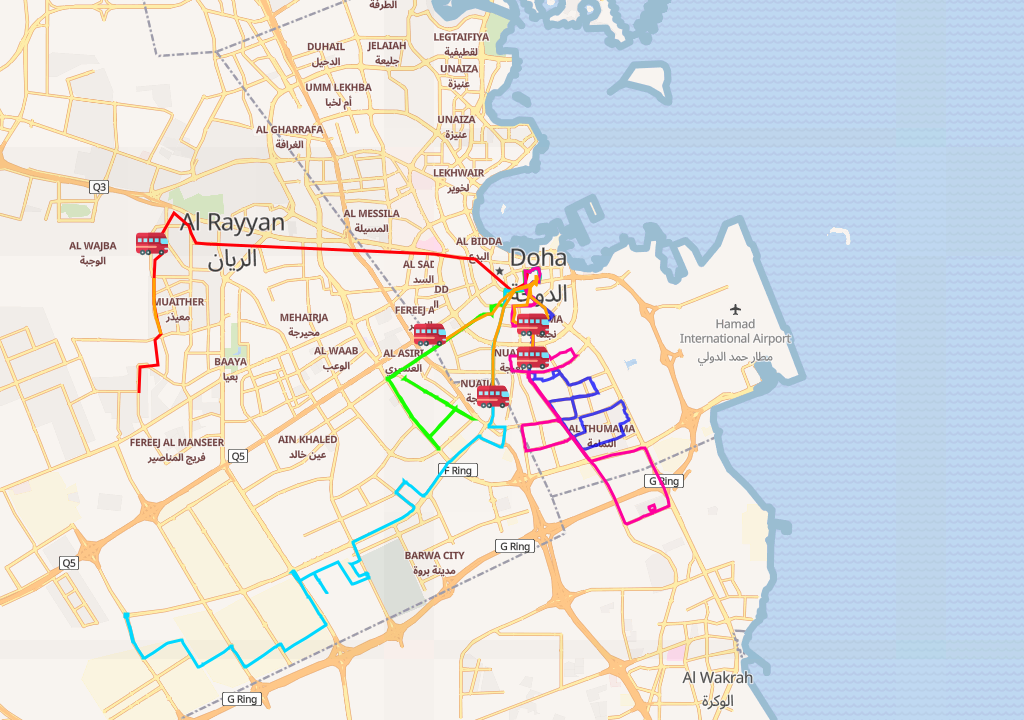 الطرفة
DUHAIL
الدحيل
JELAIAH
جليعة
LEGTAIFIYA
لقطيفية
UNAIZA
عنيزة
UMM LEKHBA
أم لخبا
UNAIZA
عنيزة
AL GHARRAFA
الغرافة
LEKHWAIR
لخوير
Q3
Al Rayyan
الريان
AL MESSILA
المسيلة
AL WAJBA
الوجبة
AL BIDDA
البدع
Doha
الدوحة
AL SAD
السد
DD
MUAITHER
معيذر
MEHAIRJA
محيرجة
FEREEJ A
MA
Hamad
International Airport
مطار حمد الدولي
BAAYA
بعيا
AL WAAB
الوعب
AL ASIRI
العسيري
NUA
NUAI
AL THUMAMA
الثمامة
FEREEJ AL MANSEER
فريج المناصير
Q5
AIN KHALED
عين خالد
F Ring
G Ring
G Ring
BARWA CITY
مدينة بروة
Q5
G Ring
Al Wakrah
الوكرة